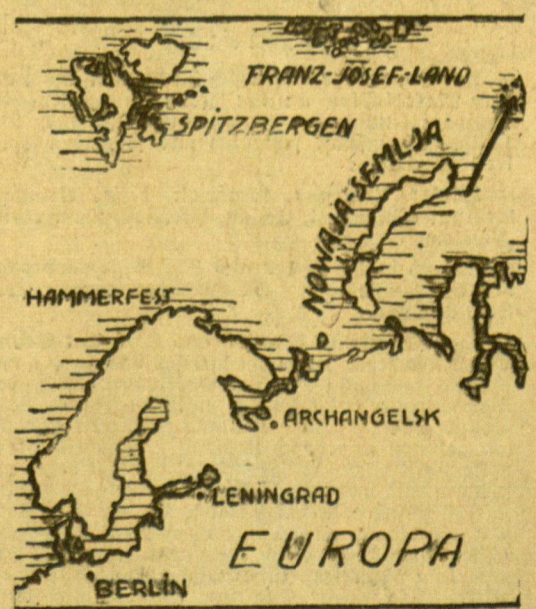 FRANZ-JOSEF-LAND
SPITZBERGEN
NOWAJA-SEMLJA
HAMMERFEST
ARCHANGELSK
LENINGRAD
EUROPA
BERLIN